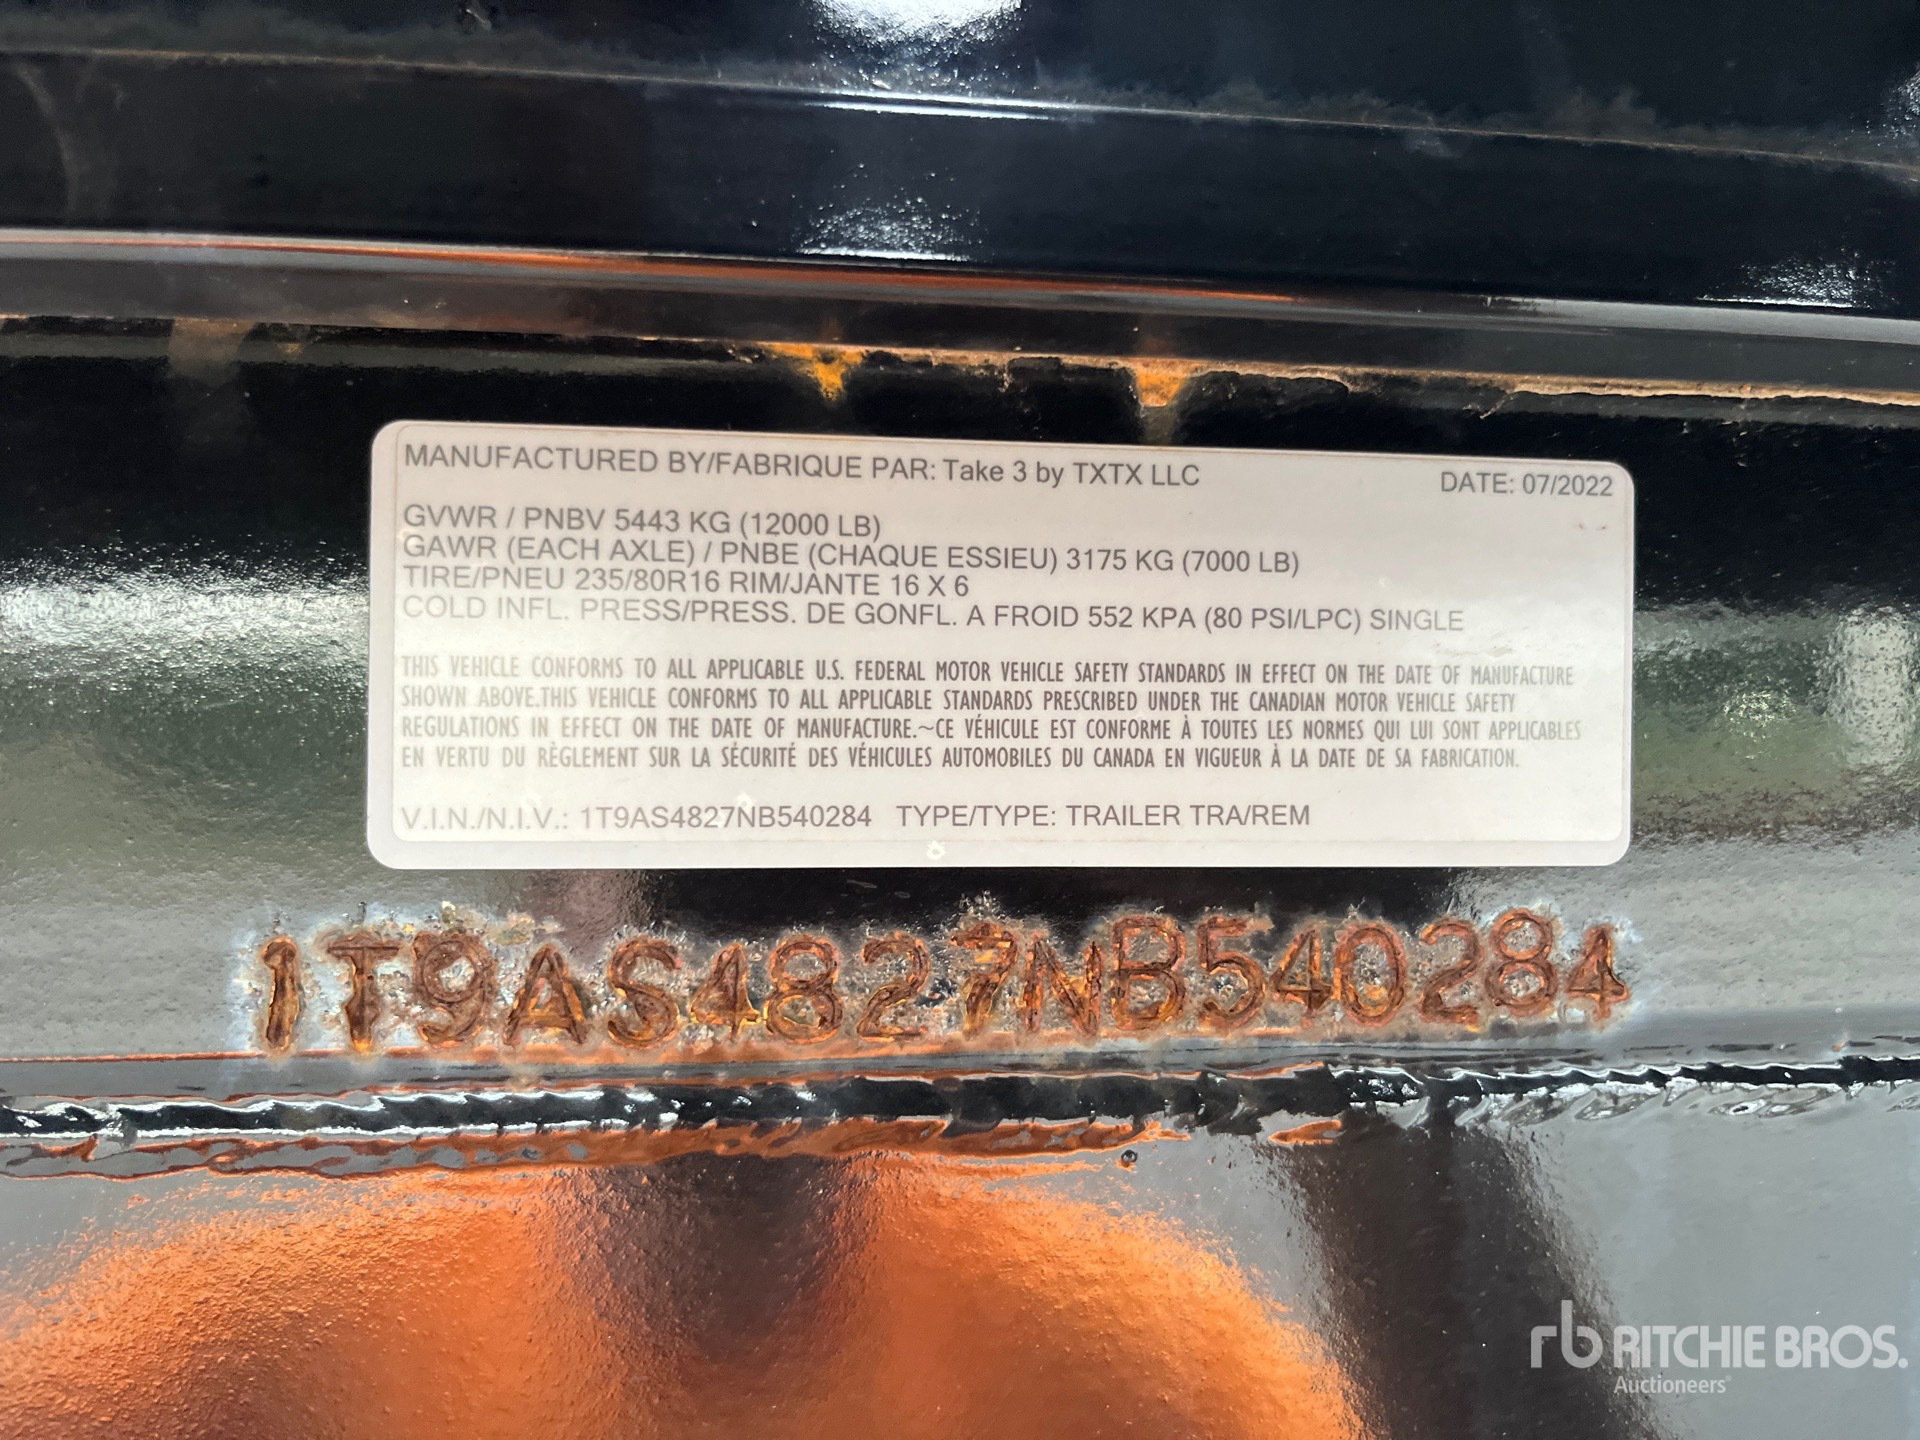 MANUFACTURED BY/FABRIQUE PAR: Take 3 by TXTX LLC DATE: 07/2022
GVWR / PNBV 5443 KG (12000 LB)
GAWR (EACH AXLE) / PNBE (CHAQUE ESSIEU) 3175 KG (7000 LB)
TIRE/PNEU 235/80R16 RIM/JANTE 16 X 6
COLD INFL. PRESS/PRESS. DE GONFL. A FROID 552 KPA (80 PSI/LPC) SINGLE
THIS VEHICLE CONFORMS TO ALL APPLICABLE U.S. FEDERAL MOTOR VEHICLE SAFETY STANDARDS IN EFFECT ON THE DATE OF MANUFACTURE
SHOWN ABOVE.THIS VEHICLE CONFORMS TO ALL APPLICABLE STANDARDS PRESCRIBED UNDER THE CANADIAN MOTOR VEHICLE SAFETY
REGULATIONS IN EFFECT ON THE DATE OF MANUFACTURE.~CE VÉHICULE EST CONFORME À TOUTES LES NORMES QUI LUI SONT APPLICABLES
EN VERTU DU RÈGLEMENT SUR LA SÉCURITÉ DES VÉHICULES AUTOMOBILES DU CANADA EN VIGUEUR À LA DATE DE SA FABRICATION.
V.I.N./N.I.V.: 1T9AS4827NB540284 TYPE/TYPE: TRAILER TRA/REM
1T9AS4827NB540284
rb RITCHIE BROS.
Auctioneers